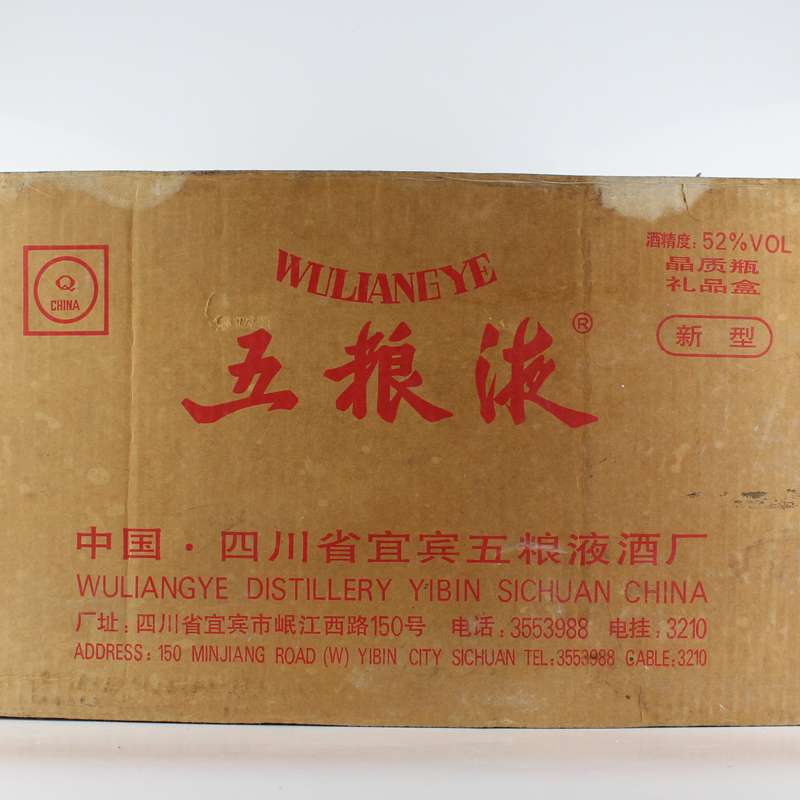 Q
CHINA
WULIANGYE
五粮液®
酒精度：52%VOL
晶质瓶
礼品盒
新型
中国·四川省宜宾五粮液酒厂
WULIANGYE DISTILLERY YIBIN SICHUAN CHINA
厂址：四川省宜宾市岷江西路150号 电话：3553988 电挂：3210
ADDRESS：150 MINJIANG ROAD (W) YIBIN CITY SICHUAN TEL：3553988 CABLE：3210